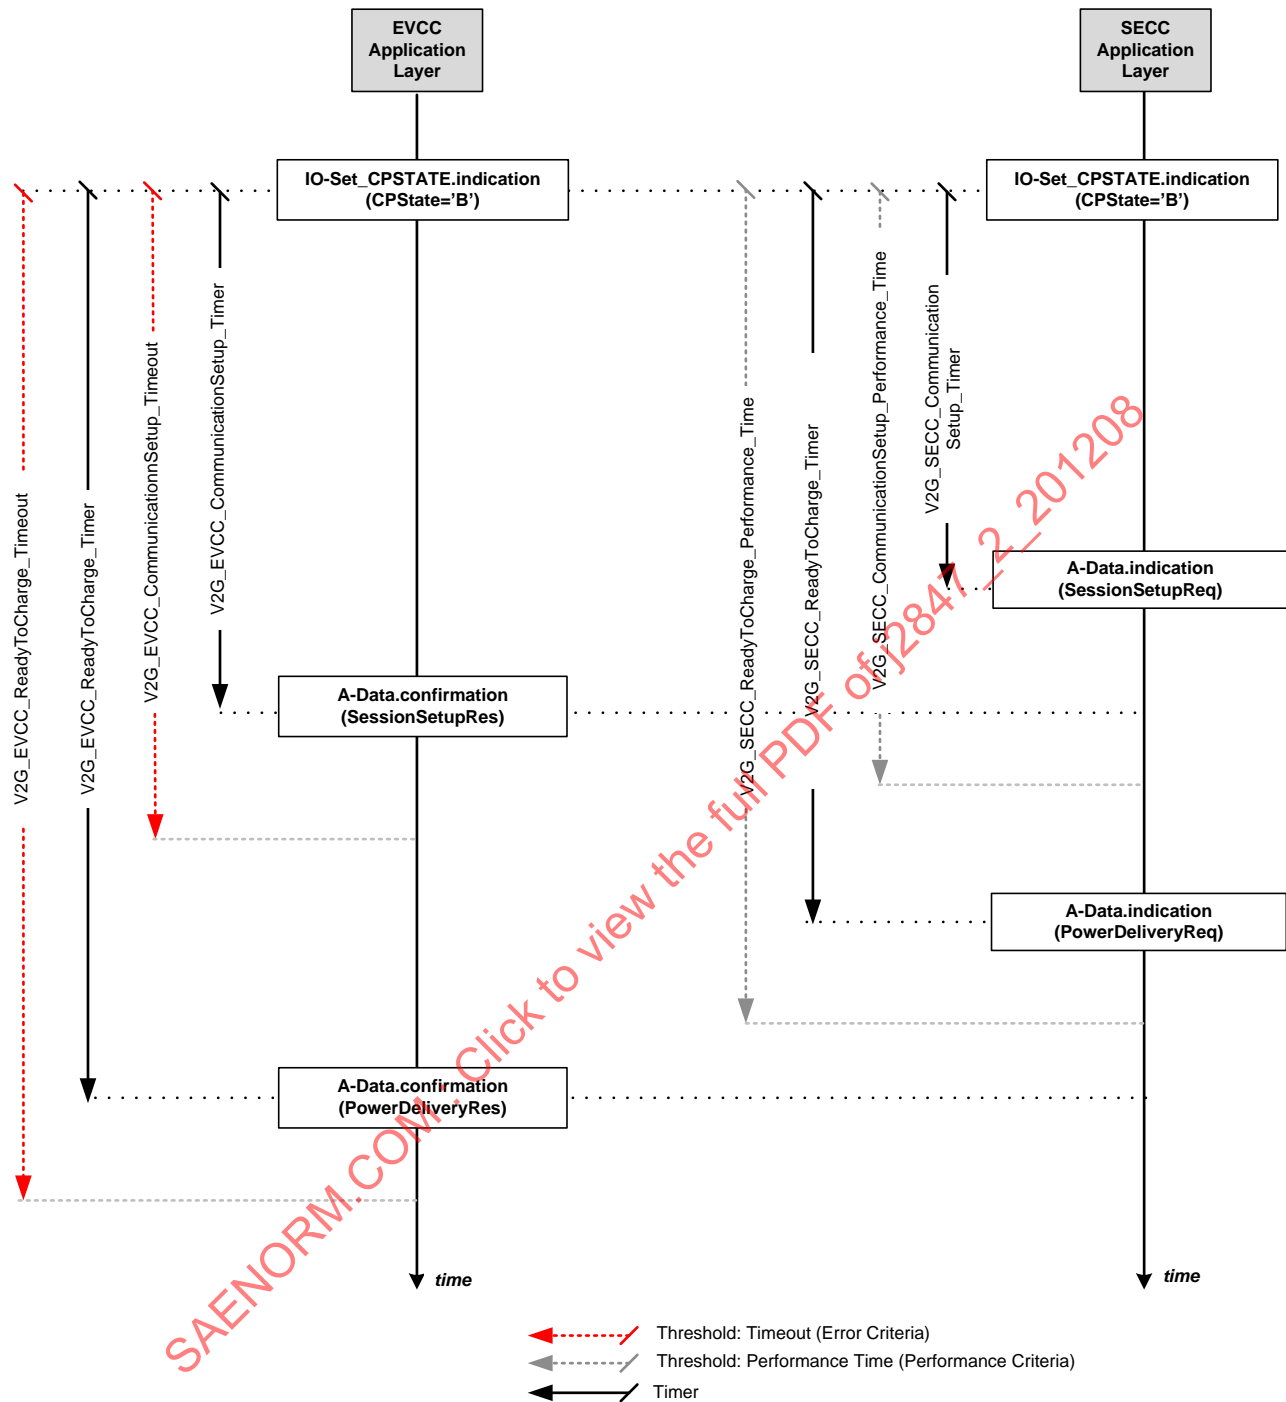 EVCC
Application
Layer
SECC
Application
Layer
IO-Set_CPSTATE.indication
(CPState='B')
IO-Set_CPSTATE.indication
(CPState='B')
V2G_EVCC_ReadyToCharge_Timeout
V2G_EVCC_ReadyToCharge_Timer
V2G_EVCC_CommunicationnSetup_Timeout
V2G_EVCC_CommunicationSetup_Timer
V2G_SECC_ReadyToCharge_Performance_Time
V2G_SECC_ReadyToCharge_Timer
V2G_SECC_CommunicationSetup_Performance_Time
V2G_SECC_Communication
Setup_Timer
A-Data.indication
(SessionSetupReq)
A-Data.confirmation
(SessionSetupRes)
A-Data.indication
(PowerDeliveryReq)
A-Data.confirmation
(PowerDeliveryRes)
time
time
Threshold: Timeout (Error Criteria)
Threshold: Performance Time (Performance Criteria)
Timer
SAENORM.COM : Click to view the full PDF of j2847_2_201208